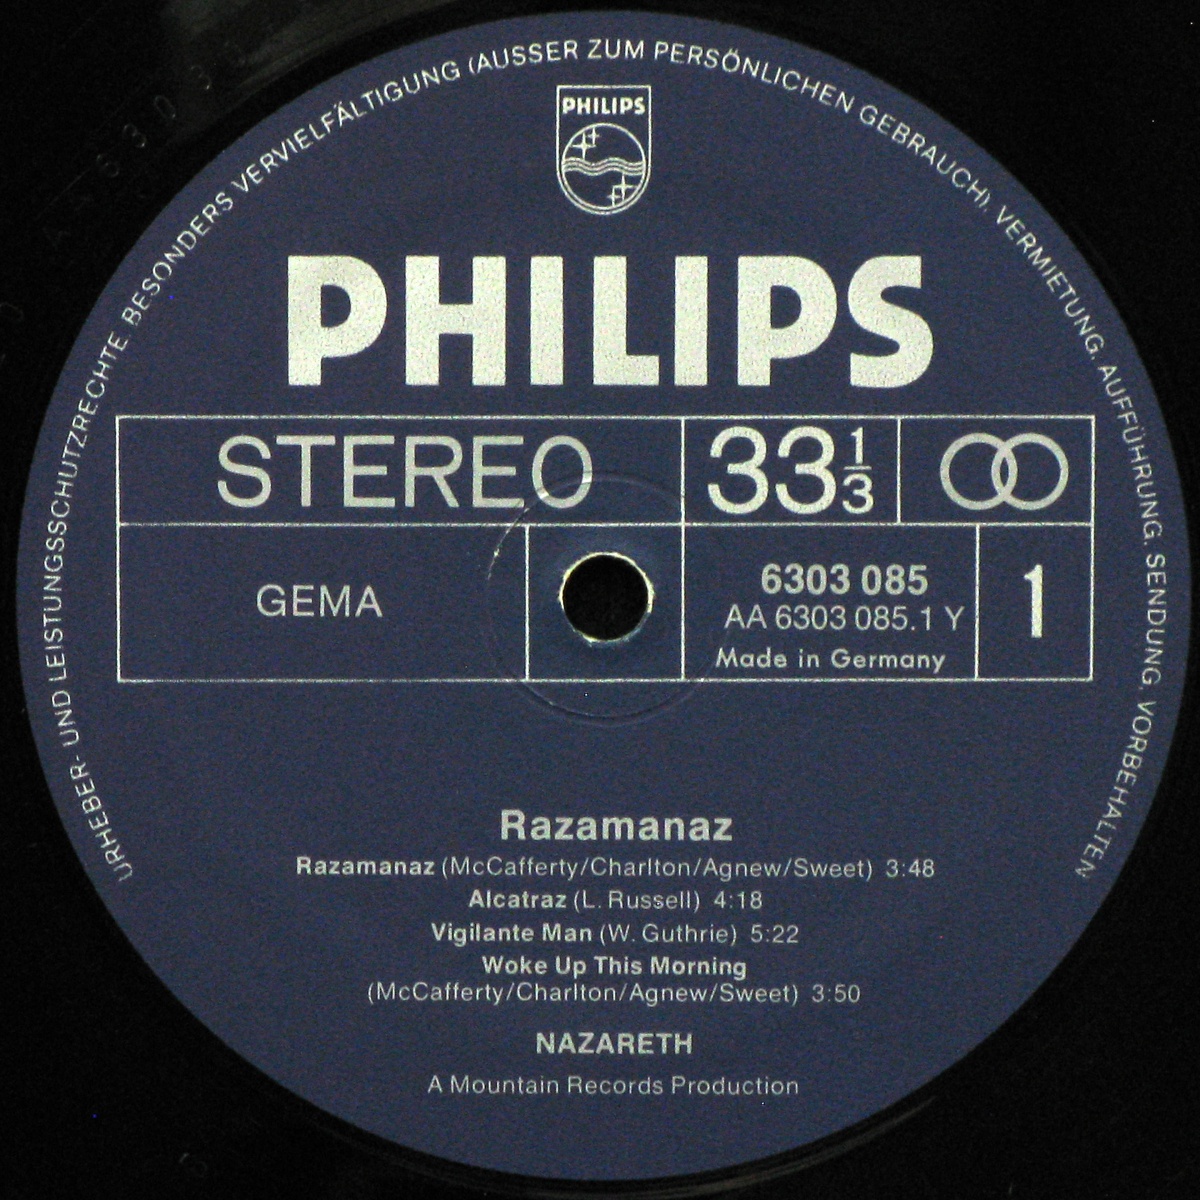 URHEBER- UND LEISTUNGSSCHUTZRECHTE. BESONDERS VERVIELFÄLTIGUNG (AUSSER ZUM PERSÖNLICHEN GEBRAUCH), VERMIETUNG, AUFFÜHRUNG, SENDUNG, VORBEHALTEN
PHILIPS
PHILIPS
STEREO
33 1/3
GEMA
6303 085
AA 6303 085.1 Y
Made in Germany
1
Razamanaz
Razamanaz (McCafferty/Charlton/Agnew/Sweet) 3:48
Alcatraz (L. Russell) 4:18
Vigilante Man (W. Guthrie) 5:22
Woke Up This Morning
(McCafferty/Charlton/Agnew/Sweet) 3:50
NAZARETH
A Mountain Records Production